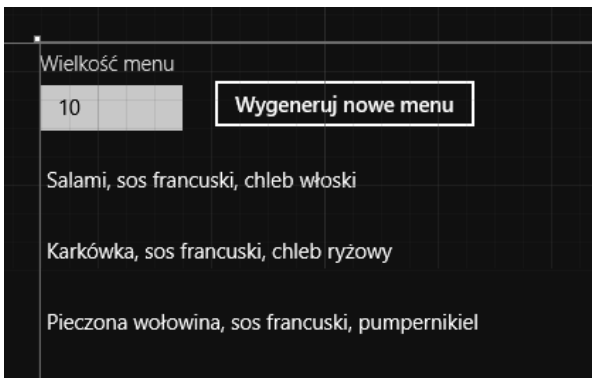 Wielkość menu
10
Wygeneruj nowe menu
Salami, sos francuski, chleb włoski
Karkówka, sos francuski, chleb ryżowy
Pieczona wołowina, sos francuski, pumpernikiel